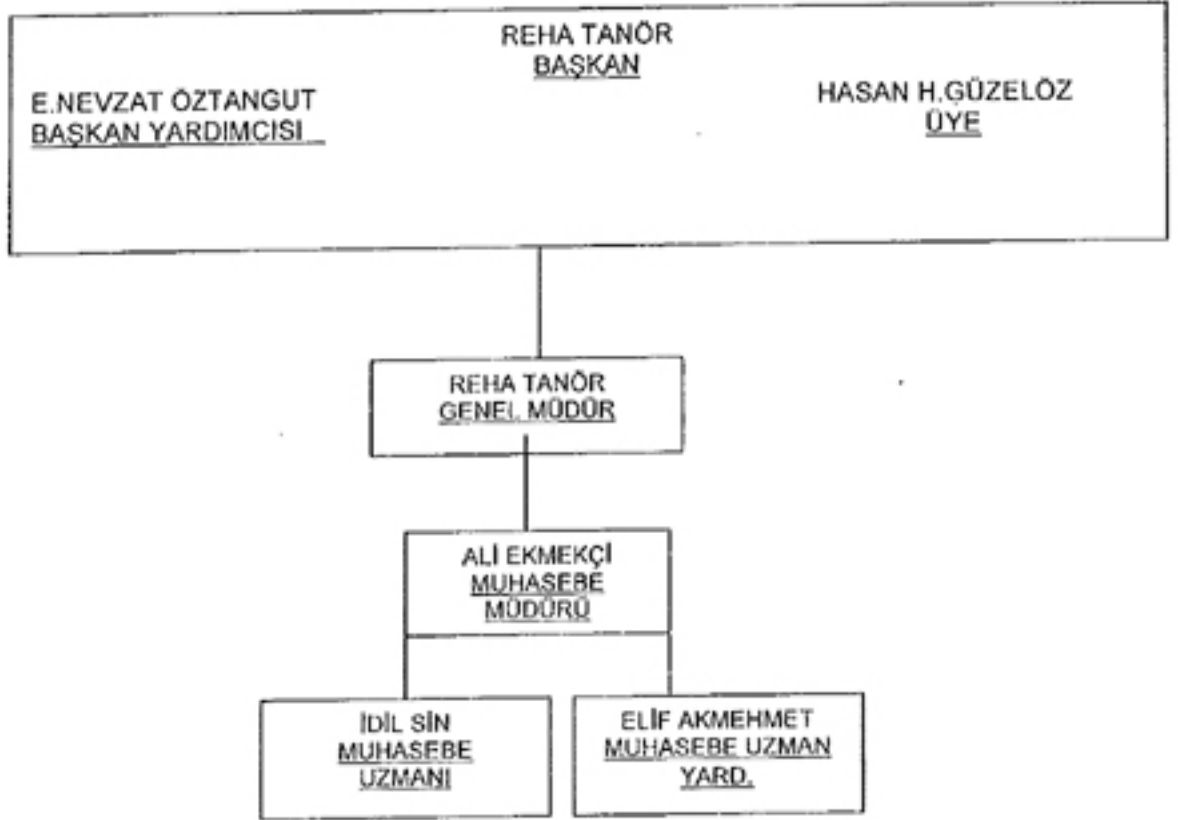 REHA TANÖR
BAŞKAN
E.NEVZAT ÖZTANGUT
BAŞKAN YARDIMCISI
HASAN H.GÜZELÖZ
ÜYE
REHA TANÖR
GENEL MÜDÜR
ALİ EKMEKÇİ
MUHASEBE
MÜDÜRÜ
İDİL SİN
MUHASEBE
UZMANI
ELİF AKMEHMET
MUHASEBE UZMAN
YARD.